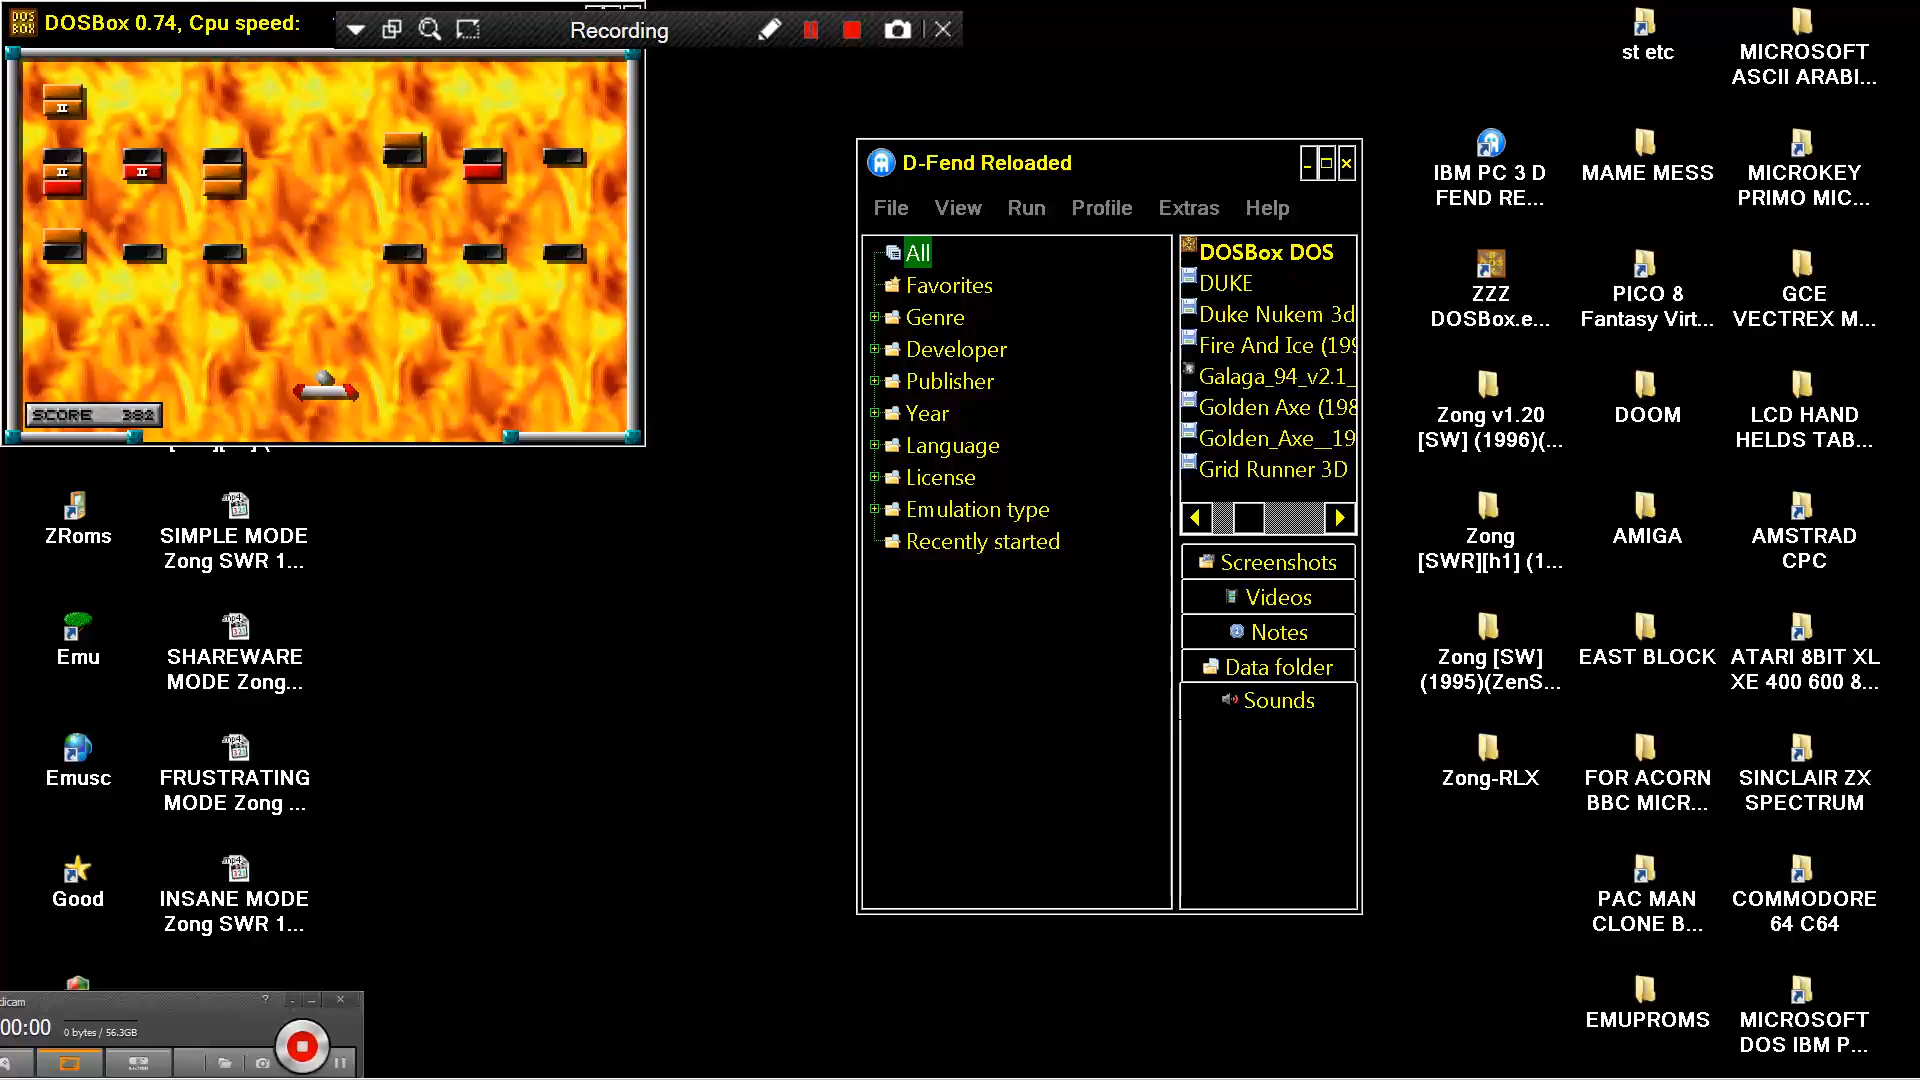 DOSBox 0.74, Cpu speed:
Recording
II
II
II
SCORE 382
ZRoms
SIMPLE MODE
Zong SWR 1...
Emu
SHAREWARE
MODE Zong...
Emusc
FRUSTRATING
MODE Zong ...
Good
INSANE MODE
Zong SWR 1...
dicam
00:00
0 bytes / 56.3GB
D-Fend Reloaded
File View Run Profile Extras Help
All
Favorites
Genre
Developer
Publisher
Year
Language
License
Emulation type
Recently started
DOSBox DOS
DUKE
Duke Nukem 3d
Fire And Ice (199
Galaga_94_v2.1_
Golden Axe (198
Golden_Axe__19
Grid Runner 3D
Screenshots
Videos
Notes
Data folder
Sounds
st etc
MICROSOFT
ASCII ARABI...
IBM PC 3 D
FEND RE...
MAME MESS
MICROKEY
PRIMO MIC...
ZZZ
DOSBox.e...
PICO 8
Fantasy Virt...
GCE
VECTREX M...
Zong v1.20
[SW] (1996)(...
DOOM
LCD HAND
HELDS TAB...
Zong
[SWR][h1] (1...
AMIGA
AMSTRAD
CPC
Zong [SW]
(1995)(ZenS...
EAST BLOCK
ATARI 8BIT XL
XE 400 600 8...
Zong-RLX
FOR ACORN
BBC MICR...
SINCLAIR ZX
SPECTRUM
PAC MAN
CLONE B...
COMMODORE
64 C64
EMUPROMS
MICROSOFT
DOS IBM P...